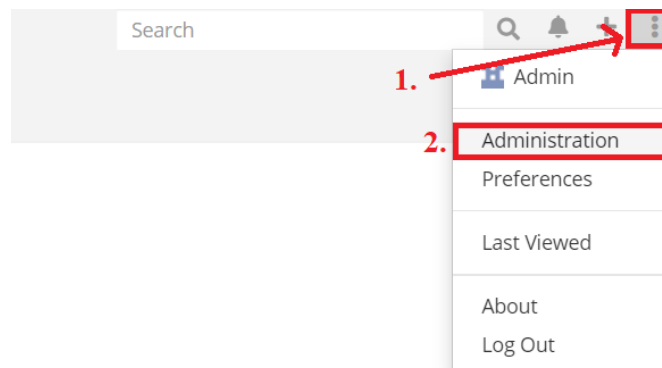 Search
1.
Admin
2.
Administration
Preferences
Last Viewed
About
Log Out